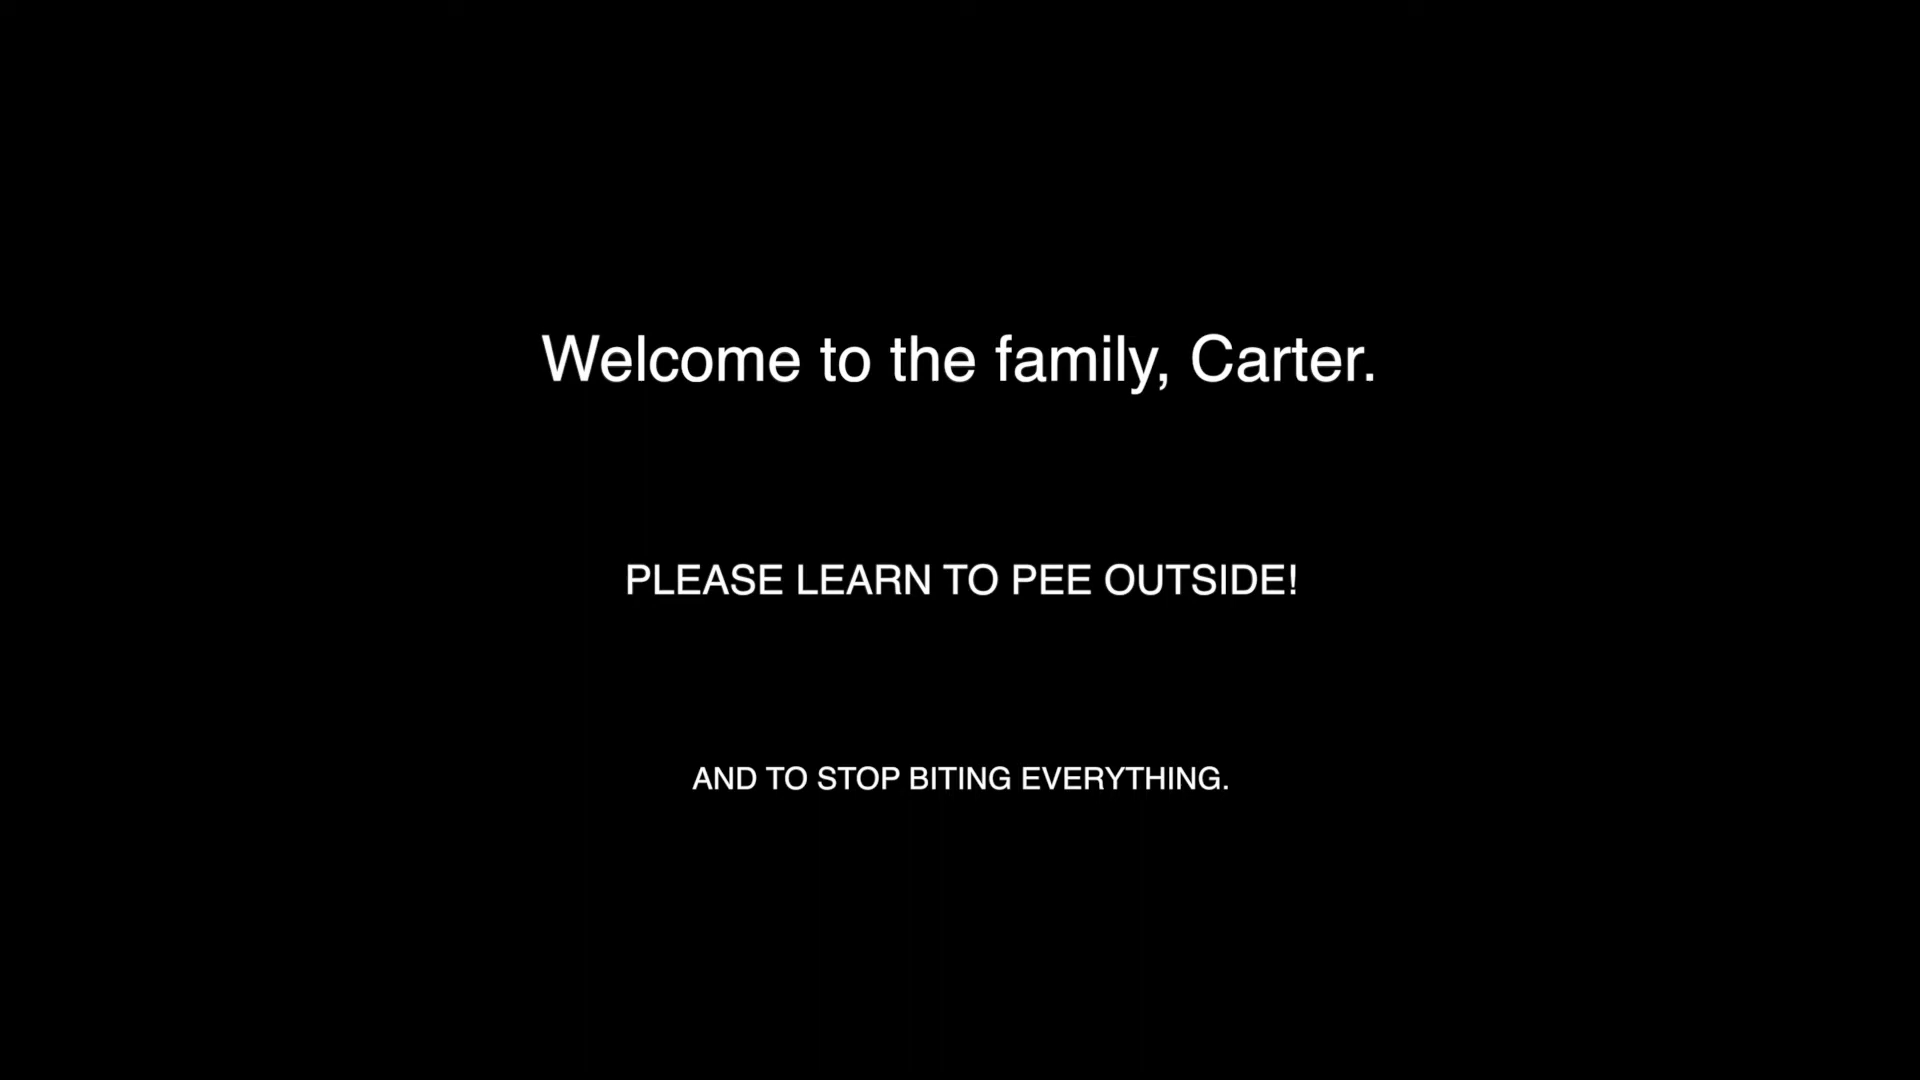 Welcome to the family, Carter.
PLEASE LEARN TO PEE OUTSIDE!
AND TO STOP BITING EVERYTHING.